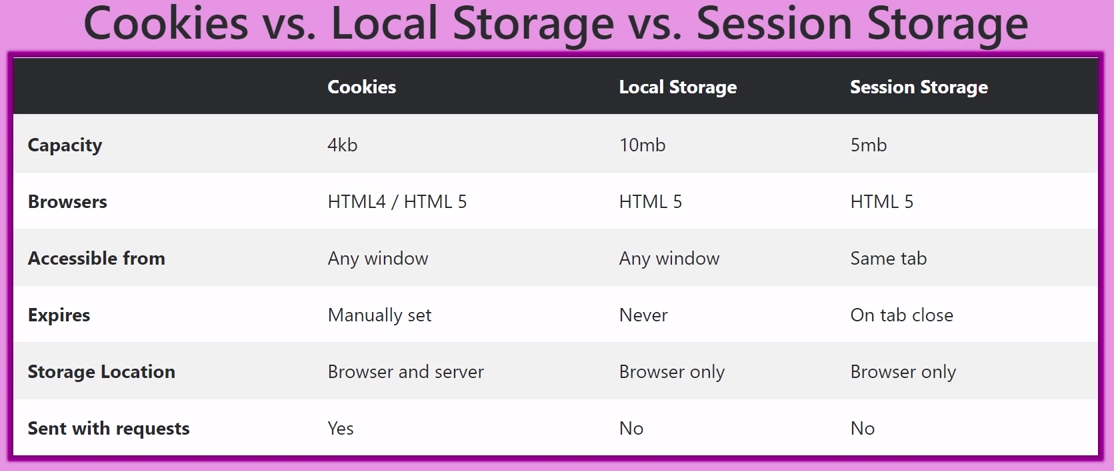 Cookies vs. Local Storage vs. Session Storage
Cookies Local Storage Session Storage
Capacity 4kb 10mb 5mb
Browsers HTML4 / HTML 5 HTML 5 HTML 5
Accessible from Any window Any window Same tab
Expires Manually set Never On tab close
Storage Location Browser and server Browser only Browser only
Sent with requests Yes No No